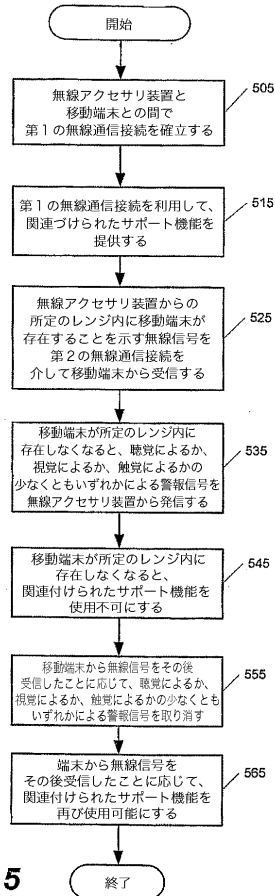 開始
無線アクセサリ装置と
移動端末との間で
第1の無線通信接続を確立する
505
第1の無線通信接続を利用して、
関連づけられたサポート機能を
提供する
515
無線アクセサリ装置からの
所定のレンジ内に移動端末が
存在することを示す無線信号を
第2の無線通信接続を
介して移動端末から受信する
525
移動端末が所定のレンジ内に
存在しなくなると、聴覚によるか、
視覚によるか、触覚によるかの
少なくともいずれかによる警報信号を
無線アクセサリ装置から発信する
535
移動端末が所定のレンジ内に
存在しなくなると、
関連付けられたサポート機能を
使用不可にする
545
移動端末から無線信号をその後
受信したことに応じて、聴覚によるか、
視覚によるか、触覚によるかの少なくとも
いずれかによる警報信号を取り消す
555
端末から無線信号を
その後受信したことに応じて、
関連付けられたサポート機能を
再び使用可能にする
565
5
終了